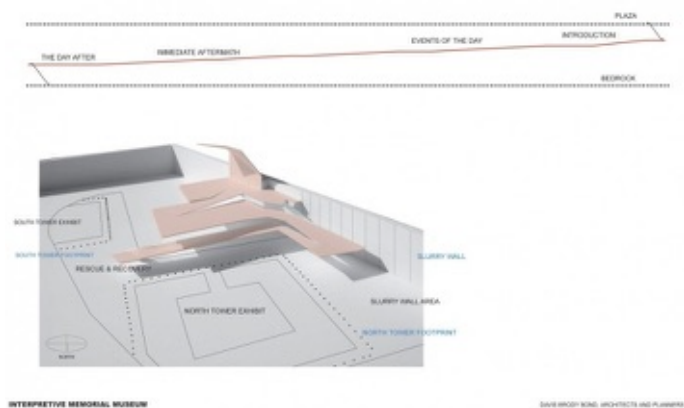 PLAZA
INTRODUCTION
EVENTS OF THE DAY
IMMEDIATE AFTERMATH
THE DAY AFTER
BEDROCK
SOUTH TOWER EXHIBIT
SOUTH TOWER FOOTPRINT
RESCUE & RECOVERY
SLURRY WALL
SLURRY WALL AREA
NORTH TOWER EXHIBIT
NORTH TOWER FOOTPRINT
INTERPRETIVE MEMORIAL MUSEUM
DAVIS BRODY BOND, ARCHITECTS AND PLANNERS